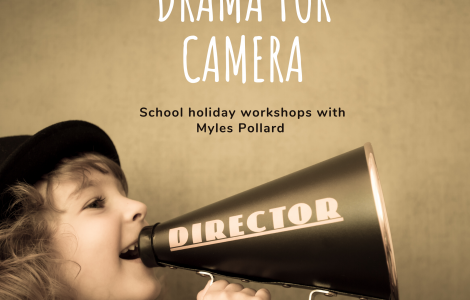 DRAMA FOR
CAMERA
School holiday workshops with
Myles Pollard
DIRECTOR